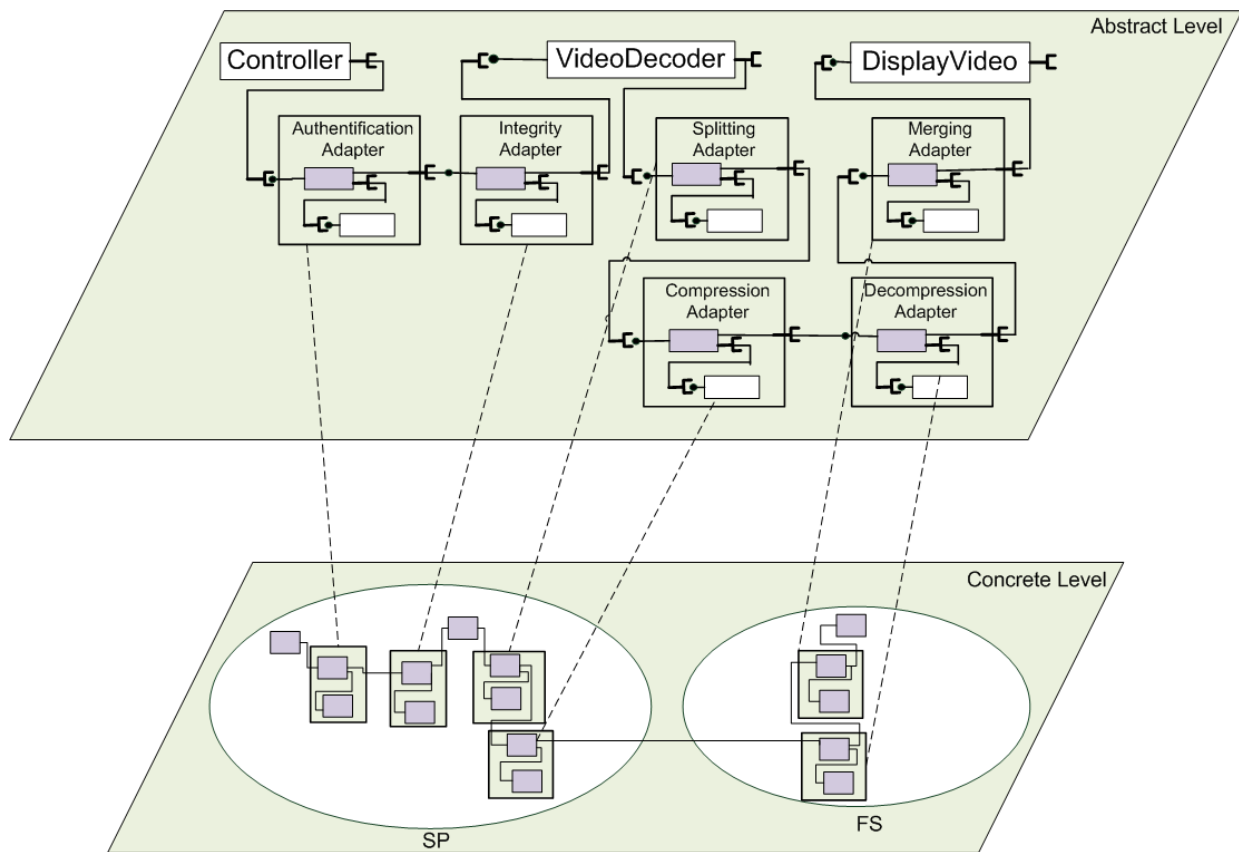 Abstract Level
Controller
VideoDecoder
DisplayVideo
Authentification
Adapter
Integrity
Adapter
Splitting
Adapter
Merging
Adapter
Compression
Adapter
Decompression
Adapter
Concrete Level
SP
FS